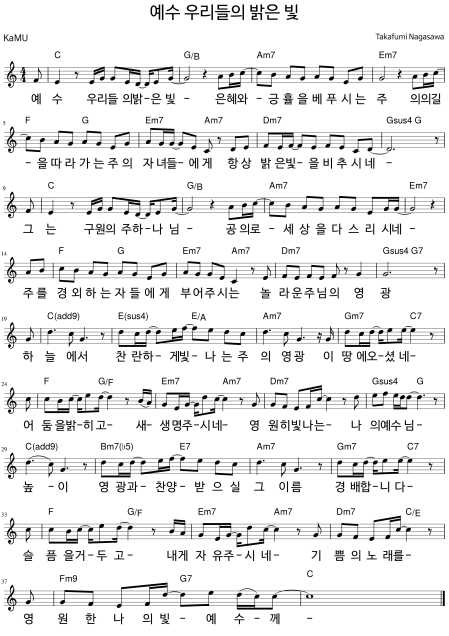 예수 우리들의 밝은 빛
KaMU
Takafumi Nagasawa
C G/B Am7 Em7
예 수 우리들 의밝-은 빛- 은혜와- 긍 휼 을 베 푸 시 는 주 의의길
5
F G Em7 Am7 Dm7 Gsus4 G
-을 따 라 가 는 주 의 자 녀들-에 게 항상 밝 은빛-을 비 추 시 네 -
9
C G/B Am7 Em7
그 는 구원의 주하-나 님- 공의로- 세 상 을 다 스 리 시네-
14
F G Em7 Am7 Dm7 Gsus4 G7
주를 경 외 하 는 자 들 에 게 부어주시는 놀 라운주님의 영 광
19
C(add9) E(sus4) E/A Am7 Gm7 C7
하 늘 에서 찬 란하- 게빛- 나 는 주 의 영광 이 땅 에오-셨 네-
24
F G/F Em7 Am7 Dm7 Esus4 G
어 둠을밝-히고- 새- 생명주-시네- 영 원히빛나는- 나 의예수 님-
29
C(add9) Bm7(♭5) E7 Am7 Gm7 C7
높 - 이 영 광과-찬양- 받 으 실 그 이름 경 배합-니 다-
33
F G/F Em7 Am7 Dm7 C/E
슬 픔 을거-두 고- 내게 자 유주-시 네- 기 쁨 의 노 래를-
37
Fm9 G7 C
영 원 한 나 의 빛- 예 수- 께 -